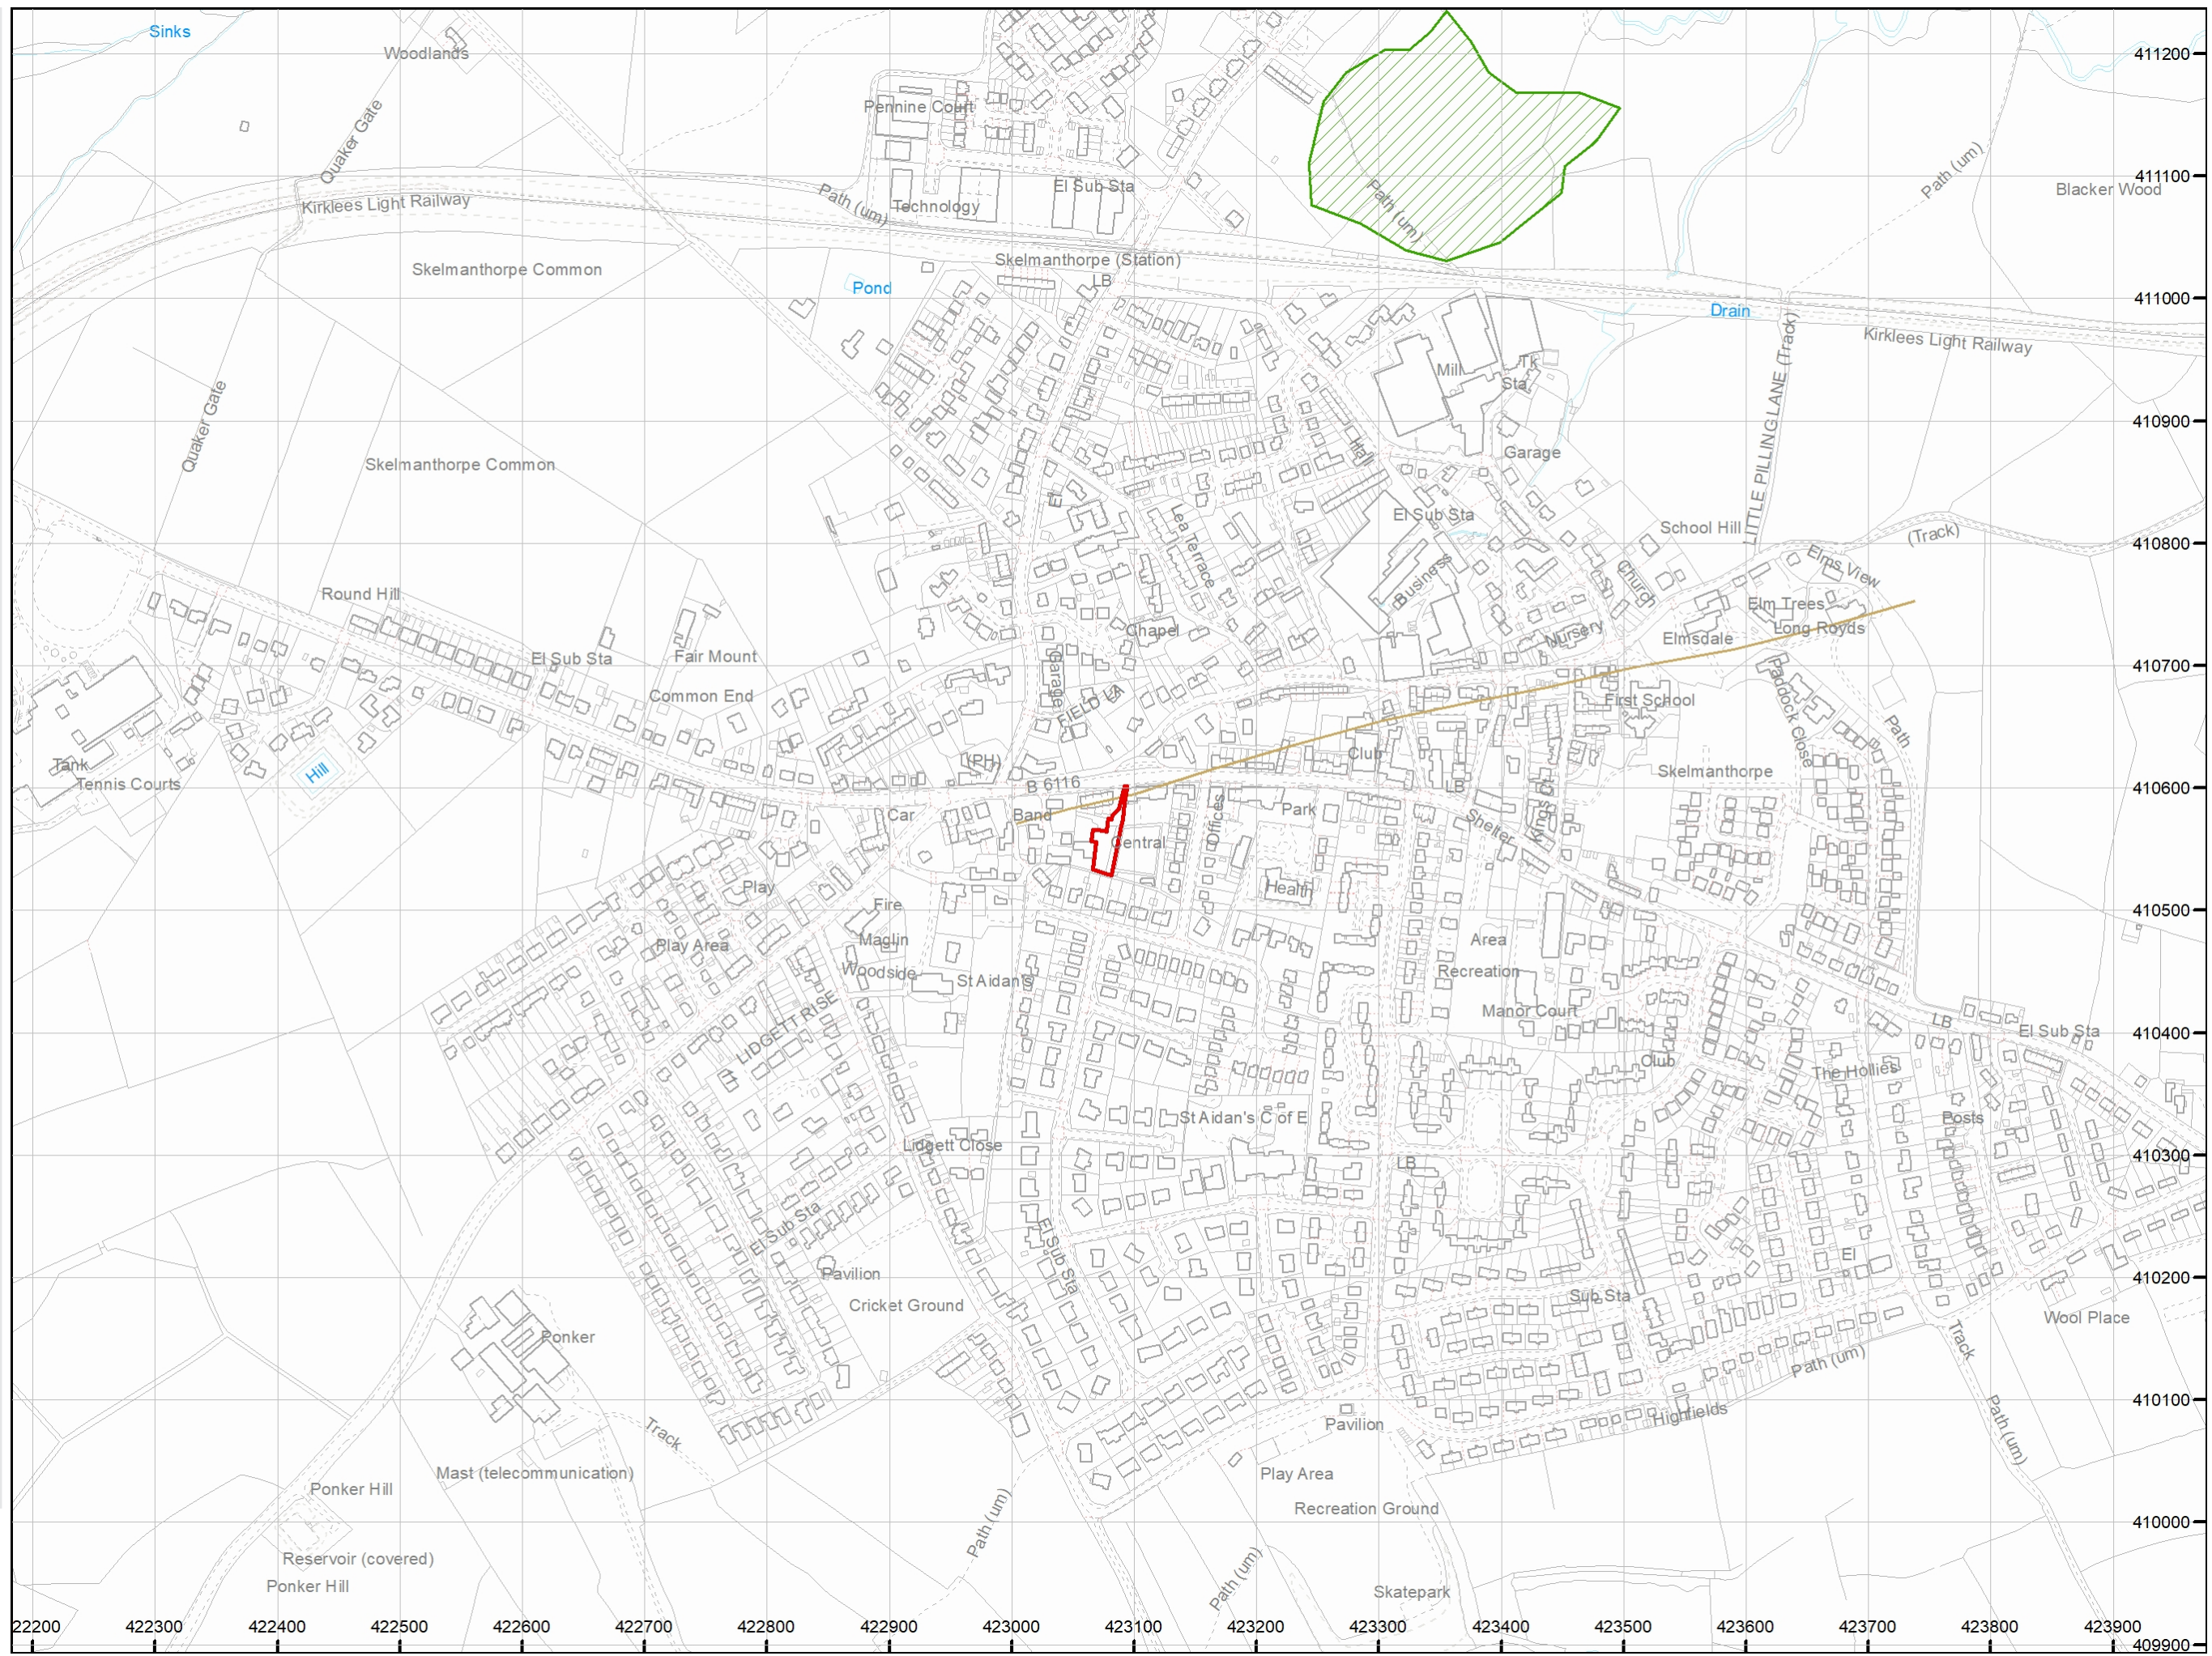 Sinks
Woodlands
411200
Pennine Court
Quaker Gate
El Sub Sta
411100
Path (um)
Blacker Wood
Path (um)
Path (um)
Kirklees Light Railway
Technology
Skelmanthorpe Common
Skelmanthorpe (Station)
LB
Pond
411000
Drain
Kirklees Light Railway
Mill
Tk
Sta
Quaker Gate
410900
LITTLE PILLING LANE (Track)
Hall
Garage
Skelmanthorpe Common
El
El Sub Sta
School Hill
Lea Terrace
(Track)
410800
Elms View
Business
Church
Round Hill
Elm Trees
Chapel
Nursery
Elmsdale
Long Royds
El Sub Sta
Fair Mount
Garage
410700
Common End
FIELD LA
First School
Paddock Close
Path
(PH)
Club
Tank
Tennis Courts
Hill
Skelmanthorpe
B 6116
LB
410600
Car
Band
Park
Offices
Shelter
Kings Ct
Central
Play
Health
Fire
410500
Play Area
Maglin
Area
Woodside
St Aidan's
Recreation
Manor Court
LIDGETT RISE
LB
410400
El Sub Sta
Club
The Hollies
St Aidan's C of E
Posts
Lidgett Close
LB
410300
El Sub Sta
El Sub Sta
El
Pavilion
410200
Cricket Ground
Sub Sta
Wool Place
Ponker
Track
Path (um)
410100
Highfields
Pavilion
Track
Path (um)
Mast (telecommunication)
Play Area
Ponker Hill
Recreation Ground
Path (um)
410000
Reservoir (covered)
Path (um)
Ponker Hill
Skatepark
22200 422300 422400 422500 422600 422700 422800 422900 423000 423100 423200 423300 423400 423500 423600 423700 423800 423900
409900